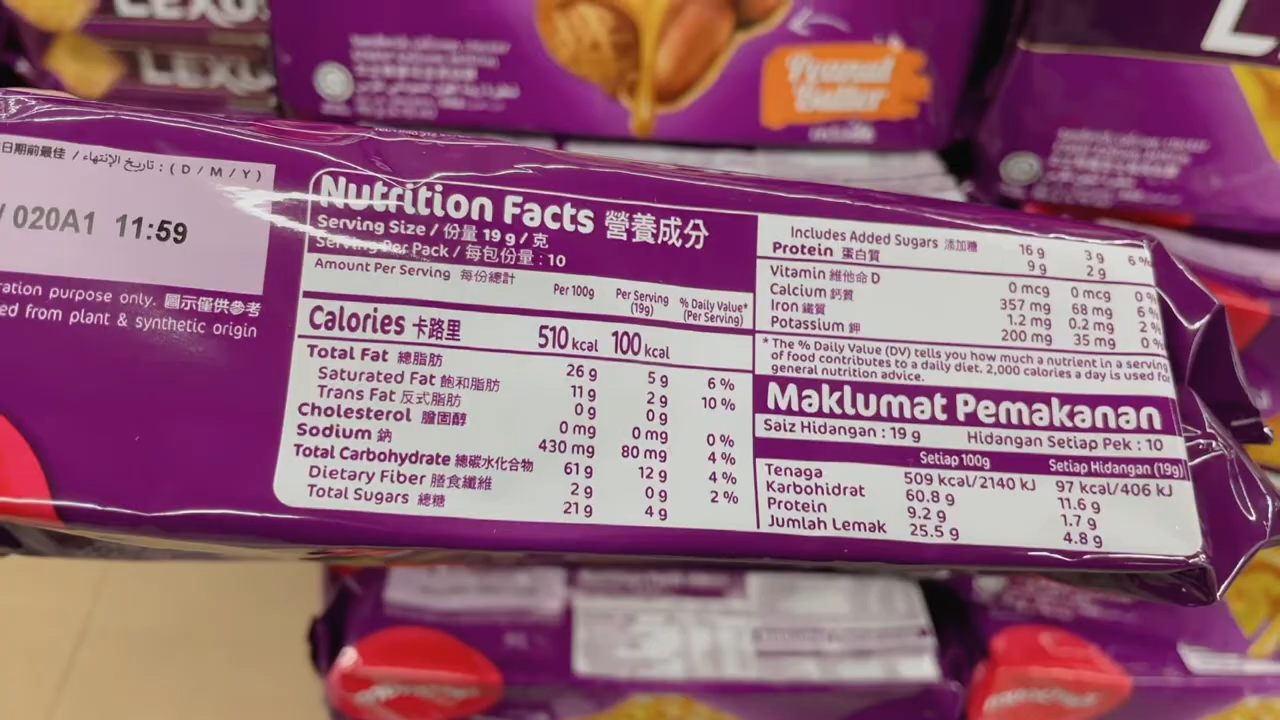 LEXU
LEXU
Peanut
Butter
日期前最佳 / تاريخ الإنتهاء : ( D / M / Y )
/ 020A1 11:59
ration purpose only. 圖示僅供參考
ed from plant & synthetic origin
Nutrition Facts 營養成分
Serving Size / 份量 19 g / 克
Serving Per Pack / 每包份量 : 10
Amount Per Serving 每份總計
Per 100g Per Serving (19g) % Daily Value* (Per Serving)
Calories 卡路里 510 kcal 100 kcal
Total Fat 總脂肪 26 g 5 g 6 %
Saturated Fat 飽和脂肪 11 g 2 g 10 %
Trans Fat 反式脂肪 0 g 0 g
Cholesterol 膽固醇 0 mg 0 mg 0 %
Sodium 鈉 430 mg 80 mg 4 %
Total Carbohydrate 總碳水化合物 61 g 12 g 4 %
Dietary Fiber 膳食纖維 2 g 0 g 2 %
Total Sugars 總糖 21 g 4 g
Includes Added Sugars 添加糖 16 g 3 g 6 %
Protein 蛋白質 9 g 2 g
Vitamin 維他命 D 0 mcg 0 mcg 0 %
Calcium 鈣質 357 mg 68 mg 6 %
Iron 鐵質 1.2 mg 0.2 mg 2 %
Potassium 鉀 200 mg 35 mg 0 %
* The % Daily Value (DV) tells you how much a nutrient in a serving
of food contributes to a daily diet. 2,000 calories a day is used for
general nutrition advice.
Maklumat Pemakanan
Saiz Hidangan : 19 g Hidangan Setiap Pek : 10
Setiap 100g Setiap Hidangan (19g)
Tenaga 509 kcal/2140 kJ 97 kcal/406 kJ
Karbohidrat 60.8 g 11.6 g
Protein 9.2 g 1.7 g
Jumlah Lemak 25.5 g 4.8 g